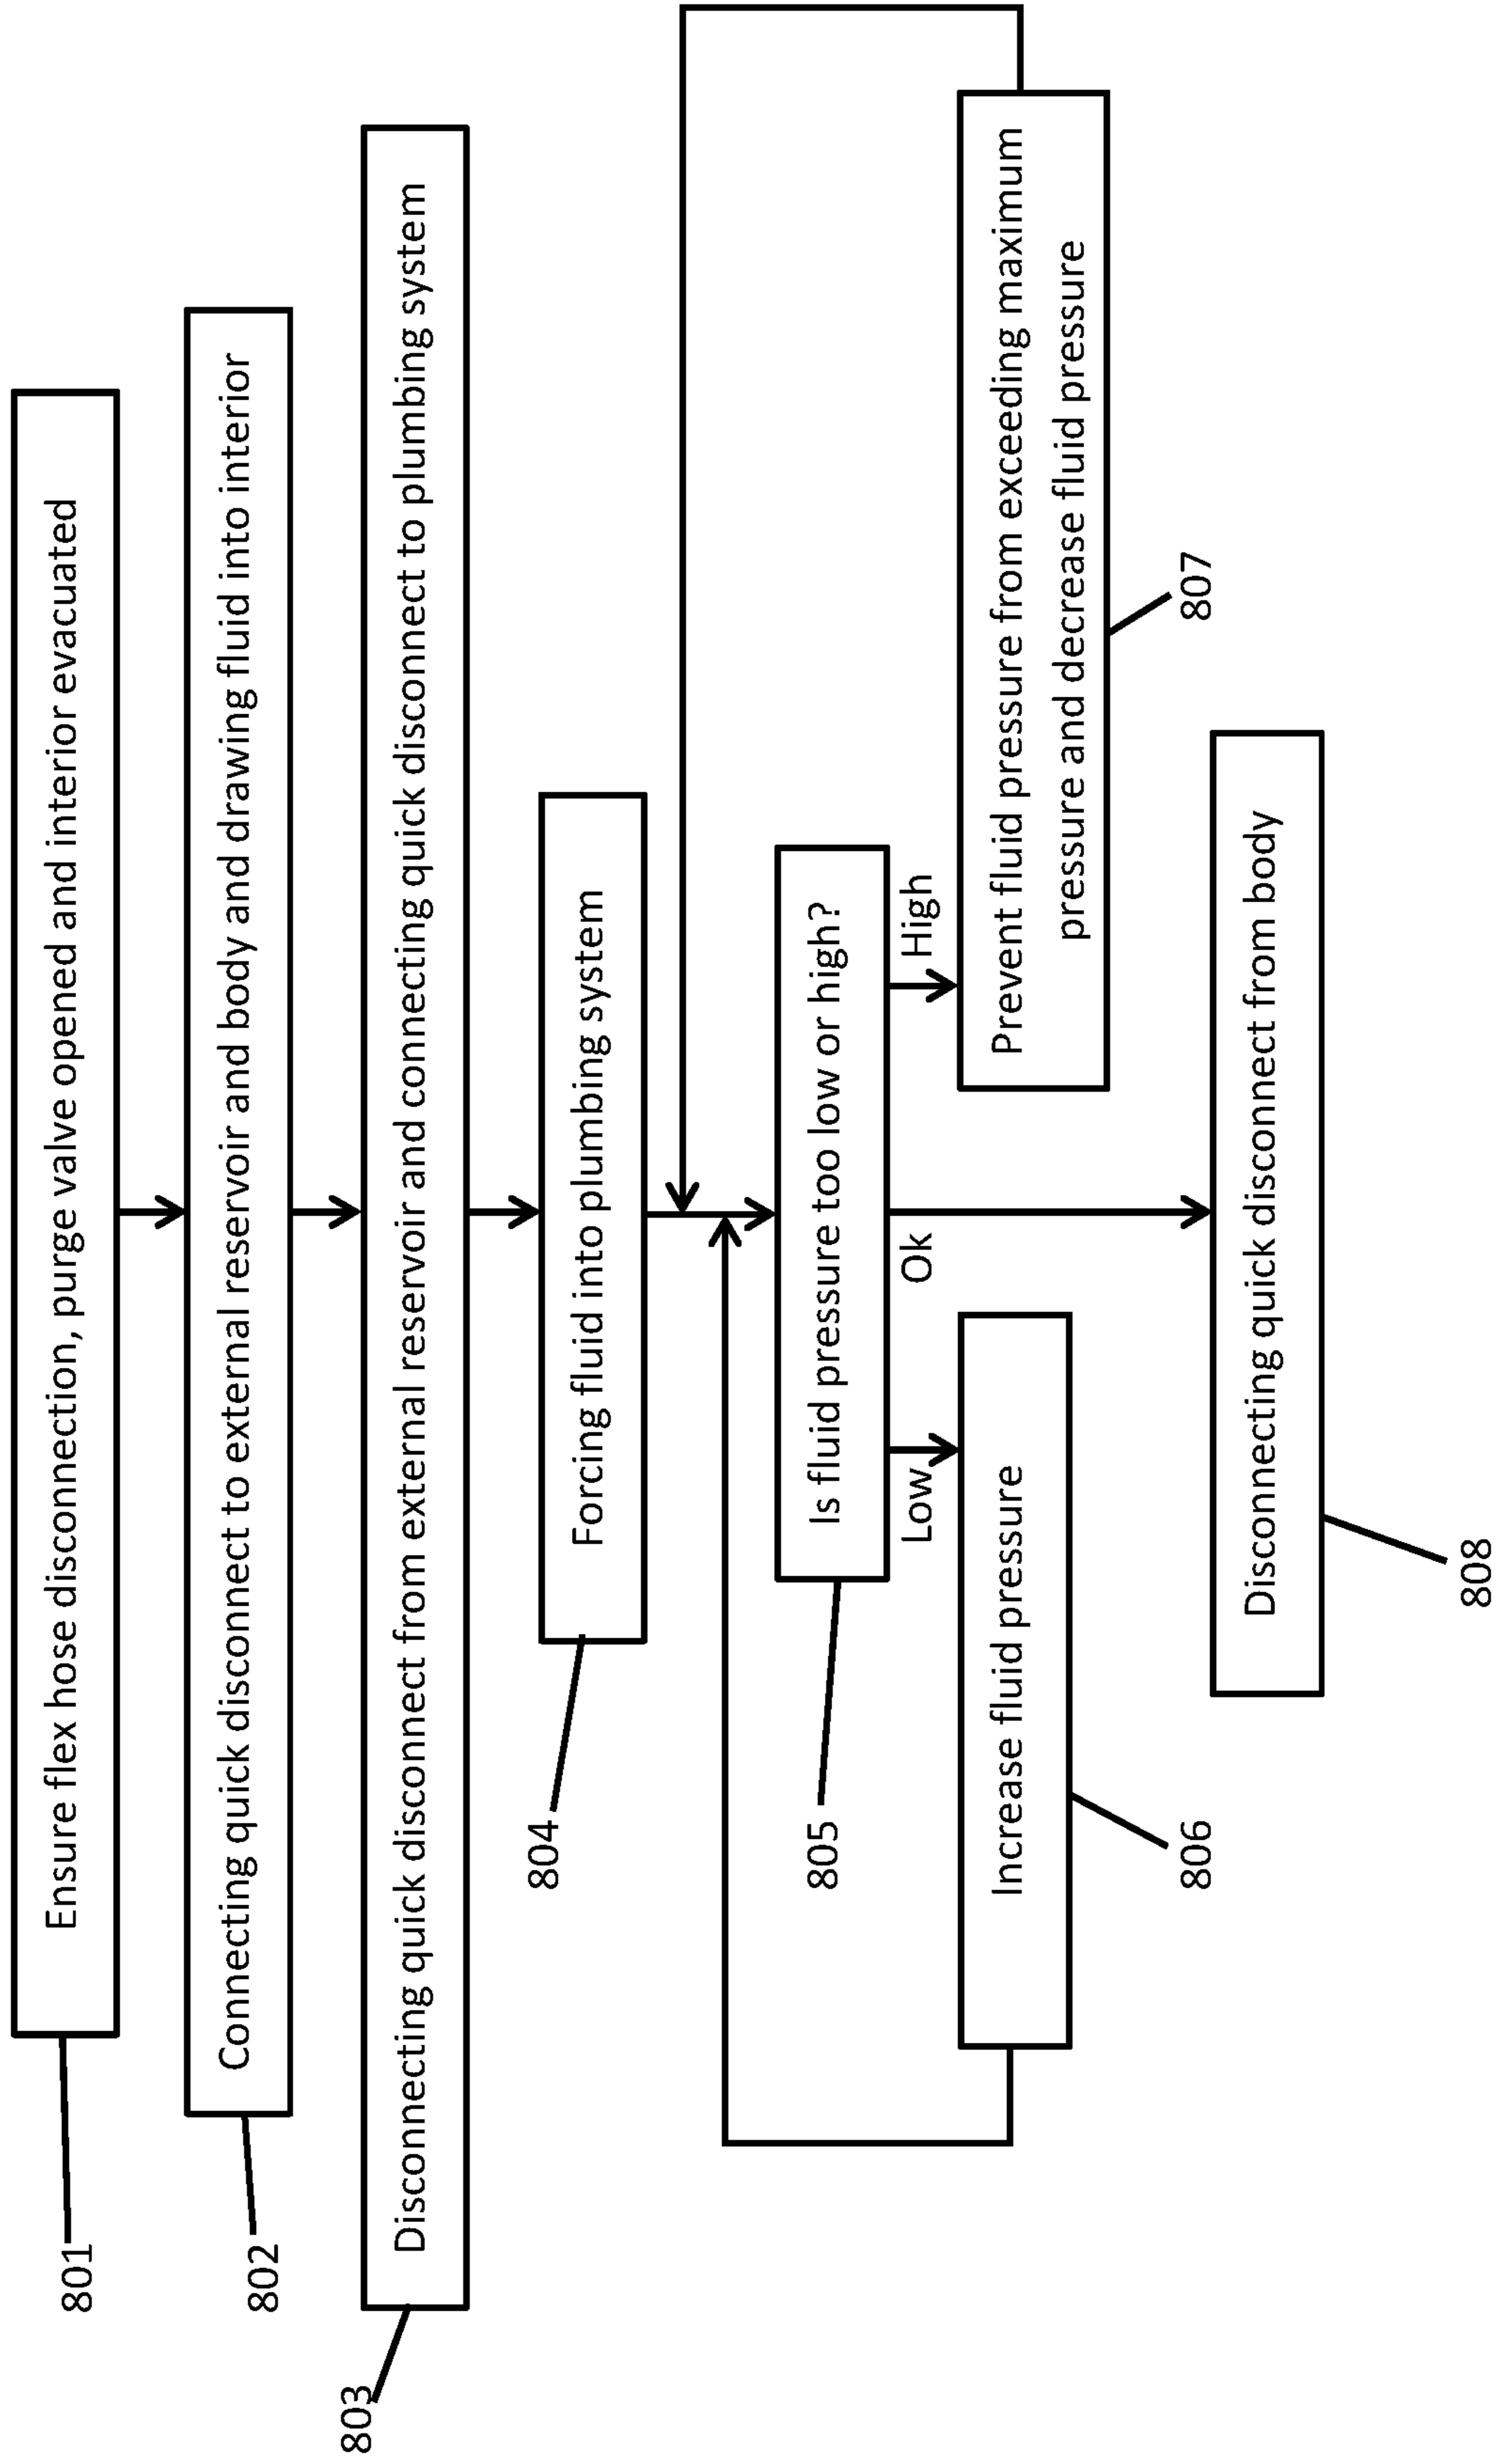 801
Ensure flex hose disconnection, purge valve opened and interior evacuated
802
Connecting quick disconnect to external reservoir and body and drawing fluid into interior
803
Disconnecting quick disconnect from external reservoir and connecting quick disconnect to plumbing system
804
Forcing fluid into plumbing system
805
Is fluid pressure too low or high?
Low
Ok
High
806
Increase fluid pressure
Prevent fluid pressure from exceeding maximum
pressure and decrease fluid pressure
807
Disconnecting quick disconnect from body
808